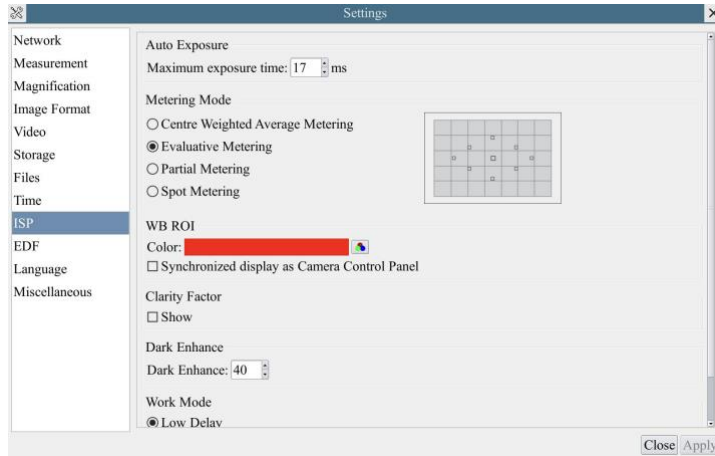 Settings
Network
Measurement
Magnification
Image Format
Video
Storage
Files
Time
ISP
EDF
Language
Miscellaneous
Auto Exposure
Maximum exposure time: 17 ms
Metering Mode
Centre Weighted Average Metering
Evaluative Metering
Partial Metering
Spot Metering
WB ROI
Color:
Synchronized display as Camera Control Panel
Clarity Factor
Show
Dark Enhance
Dark Enhance: 40
Work Mode
Low Delay
Close Apply